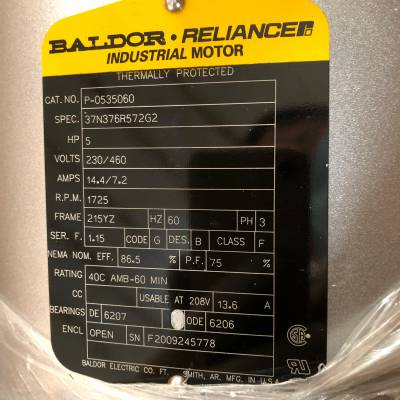 BALDOR • RELIANCE
INDUSTRIAL MOTOR
THERMALLY PROTECTED
CAT. NO. P-0535060
SPEC. 37N376R572G2
HP 5
VOLTS 230/460
AMPS 14.4/7.2
R.P.M. 1725
FRAME 215YZ HZ 60 PH 3
SER. F. 1.15 CODE G DES. B CLASS F
NEMA NOM. EFF. 86.5 % P.F. 75 %
RATING 40C AMB-60 MIN
CC USABLE AT 208V 13.6 A
BEARINGS DE 6207 ODE 6206
ENCL OPEN SN F2009245778
BALDOR ELECTRIC CO. FT. SMITH, AR. MFG. IN U.S.A.